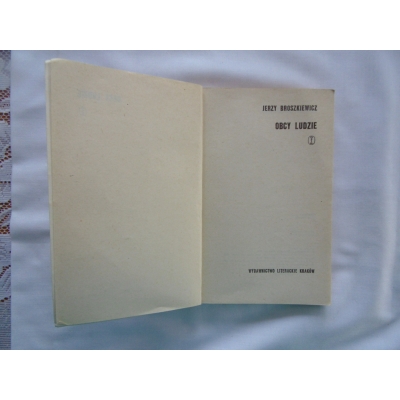 JERZY BROSZKIEWICZ
OBCY LUDZIE
WYDAWNICTWO LITERACKIE KRAKÓW